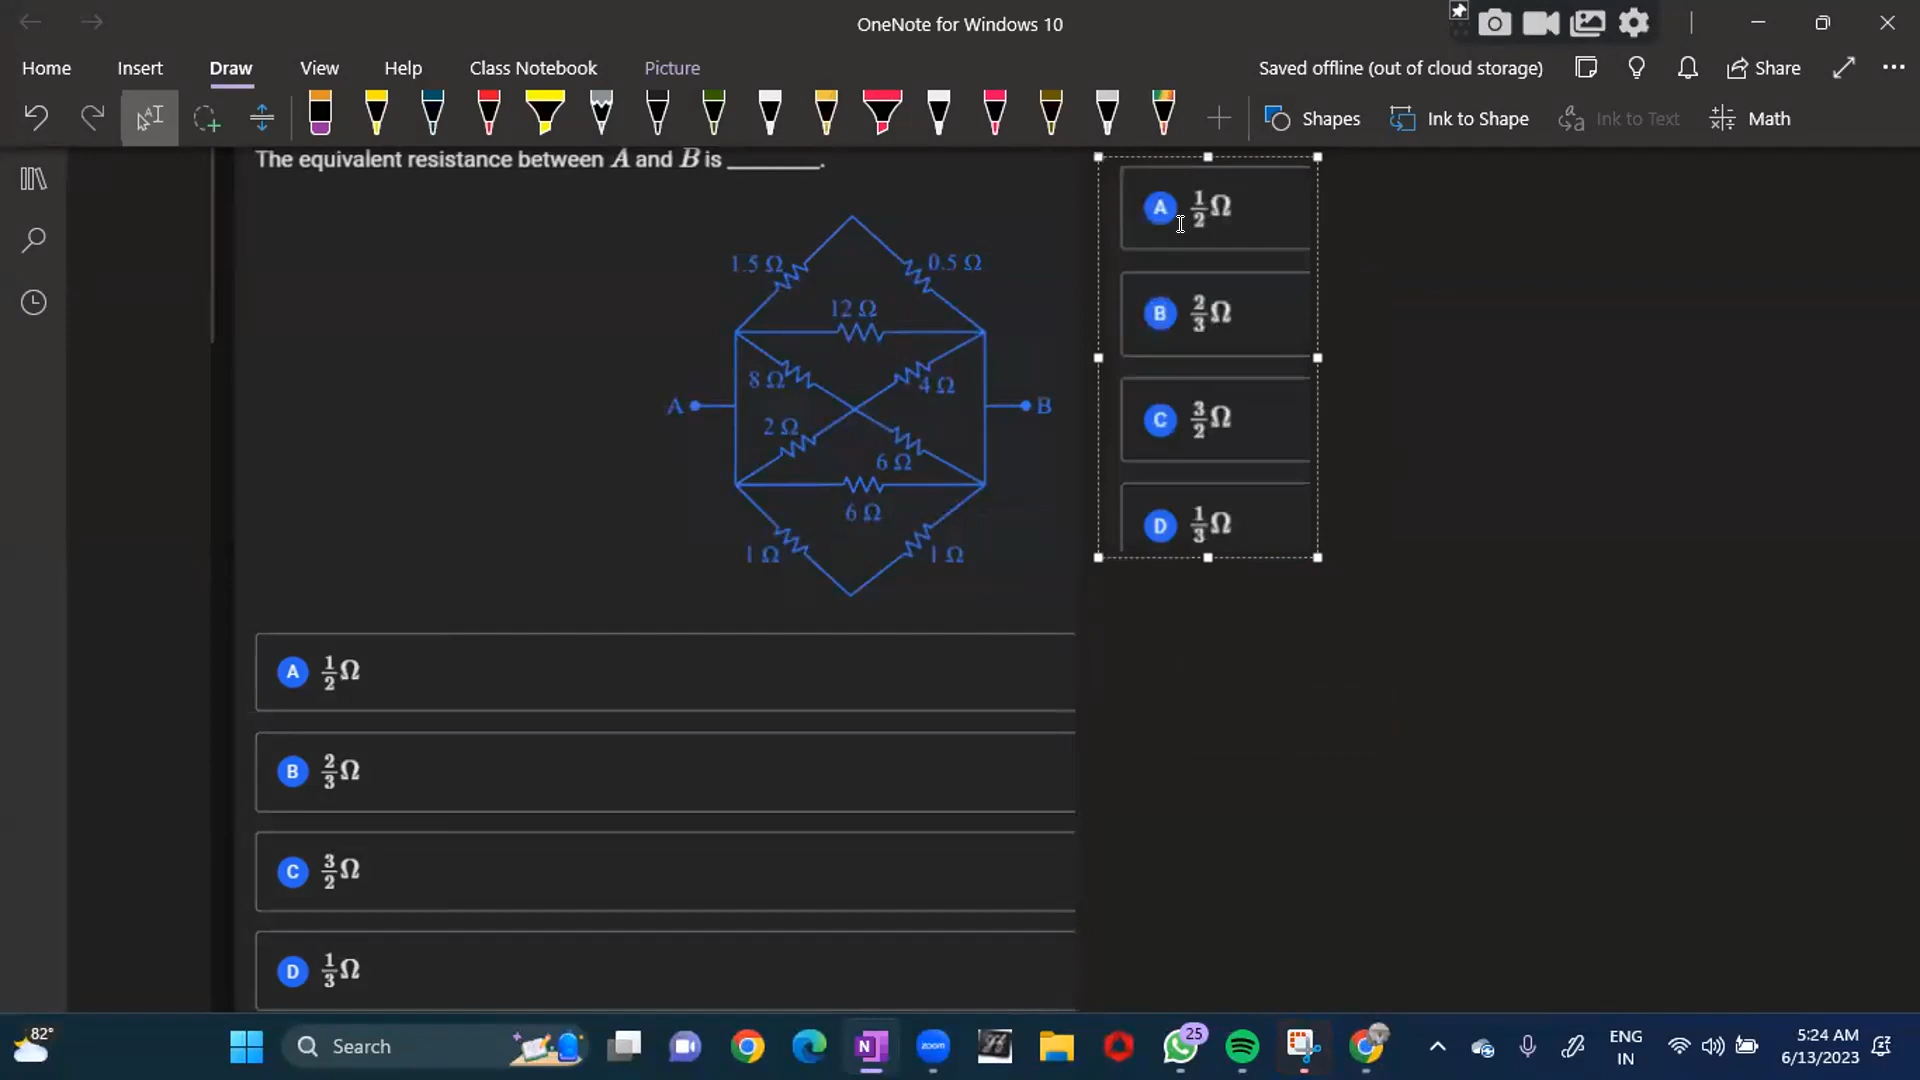 OneNote for Windows 10
Home Insert Draw View Help Class Notebook Picture
Saved offline (out of cloud storage) Share
Shapes Ink to Shape Ink to Text Math
The equivalent resistance between A and B is ________.
1.5 Ω
0.5 Ω
12 Ω
8 Ω
4 Ω
A
B
2 Ω
6 Ω
6 Ω
1 Ω
1 Ω
A 1/2 Ω
B 2/3 Ω
C 3/2 Ω
D 1/3 Ω
A 1/2 Ω
B 2/3 Ω
C 3/2 Ω
D 1/3 Ω
82°
Search
zoom
25
ENG
IN
5:24 AM
6/13/2023